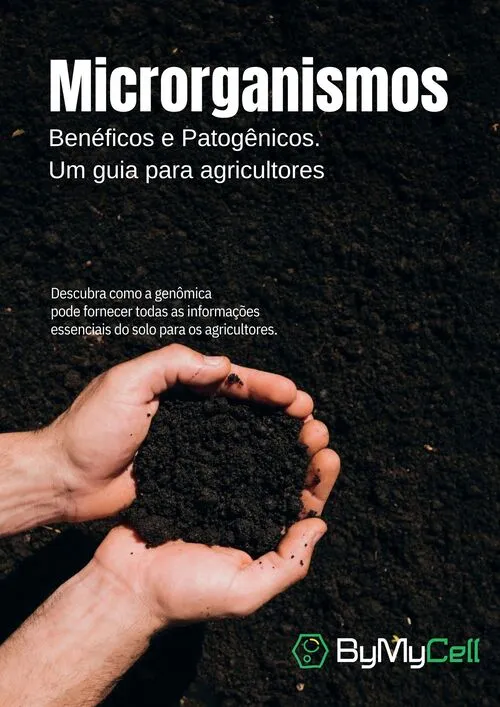 Microrganismos
Benéficos e Patogênicos.
Um guia para agricultores
Descubra como a genômica
pode fornecer todas as informações
essenciais do solo para os agricultores.
ByMyCell